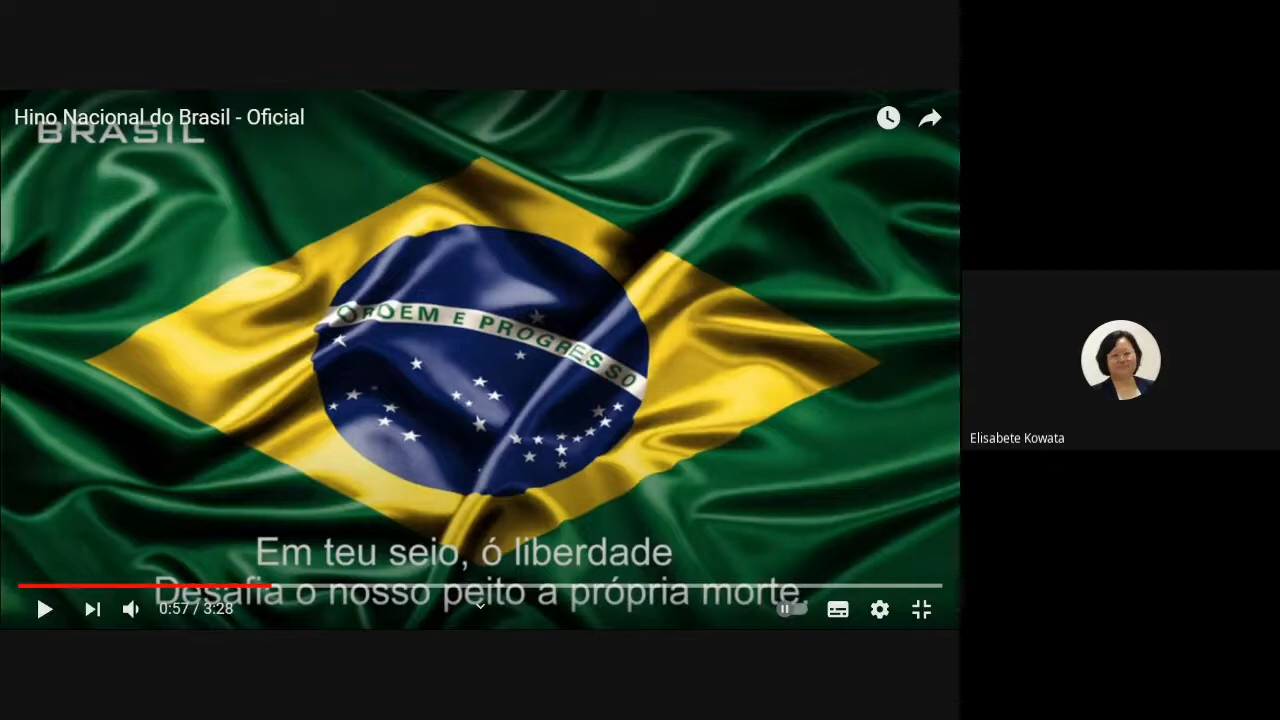 Hino Nacional do Brasil - Oficial
BRASIL
ORDEM E PROGRESSO
Elisabete Kowata
Em teu seio, ó liberdade
Desafia o nosso peito a própria morte.
0:57 / 3:28